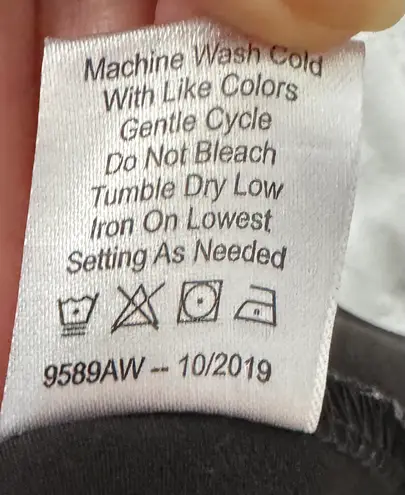 Machine Wash Cold
With Like Colors
Gentle Cycle
Do Not Bleach
Tumble Dry Low
Iron On Lowest
Setting As Needed
9589AW -- 10/2019